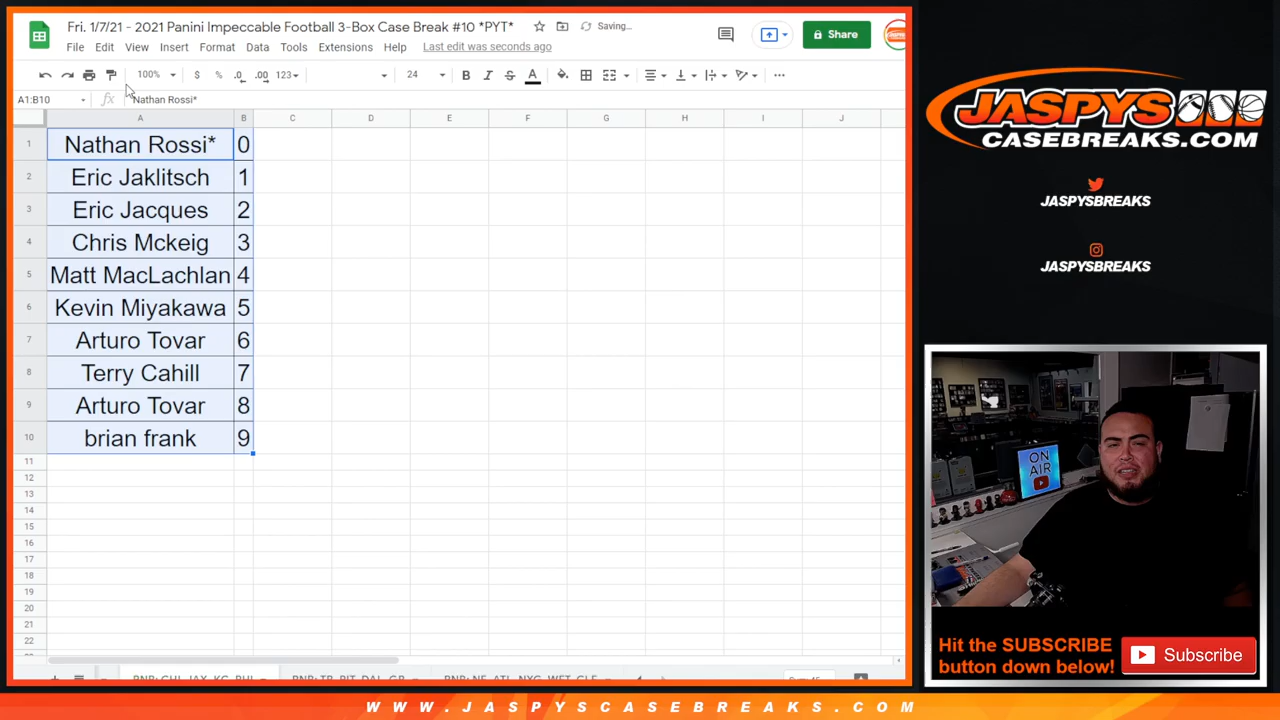 Fri. 1/7/21 - 2021 Panini Impeccable Football 3-Box Case Break #10 *PYT*
Saving...
File Edit View Insert Format Data Tools Extensions Help Last edit was seconds ago
Share
100% $ % .0 .00 123 24 B I S A
A1:B10 fx Nathan Rossi*
A B C D E F G H I J
1 Nathan Rossi* 0
2 Eric Jaklitsch 1
3 Eric Jacques 2
4 Chris Mckeig 3
5 Matt MacLachlan 4
6 Kevin Miyakawa 5
7 Arturo Tovar 6
8 Terry Cahill 7
9 Arturo Tovar 8
10 brian frank 9
11
12
13
14
15
16
17
18
19
20
21
22
JASPYS
CASEBREAKS.COM
JASPYSBREAKS
JASPYSBREAKS
ON AIR
Hit the SUBSCRIBE
button down below!
Subscribe
WWW.JASPYSCASEBREAKS.COM